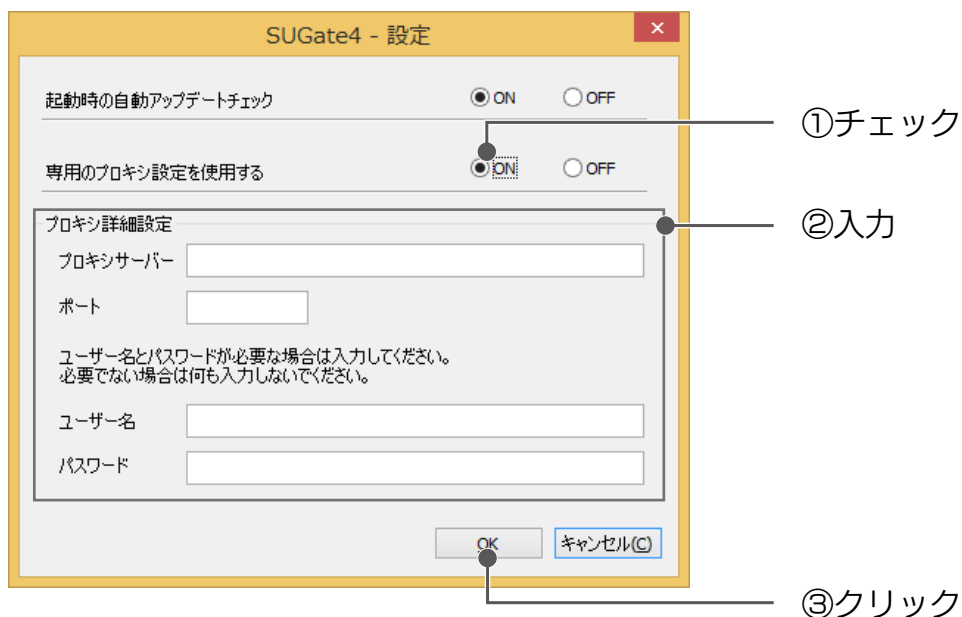 SUGate4 - 設定
×
起動時の自動アップデートチェック ON OFF
①チェック
専用のプロキシ設定を使用する ON OFF
プロキシ詳細設定
②入力
プロキシサーバー
ポート
ユーザー名とパスワードが必要な場合は入力してください。
必要でない場合は何も入力しないでください。
ユーザー名
パスワード
OK キャンセル(C)
③クリック